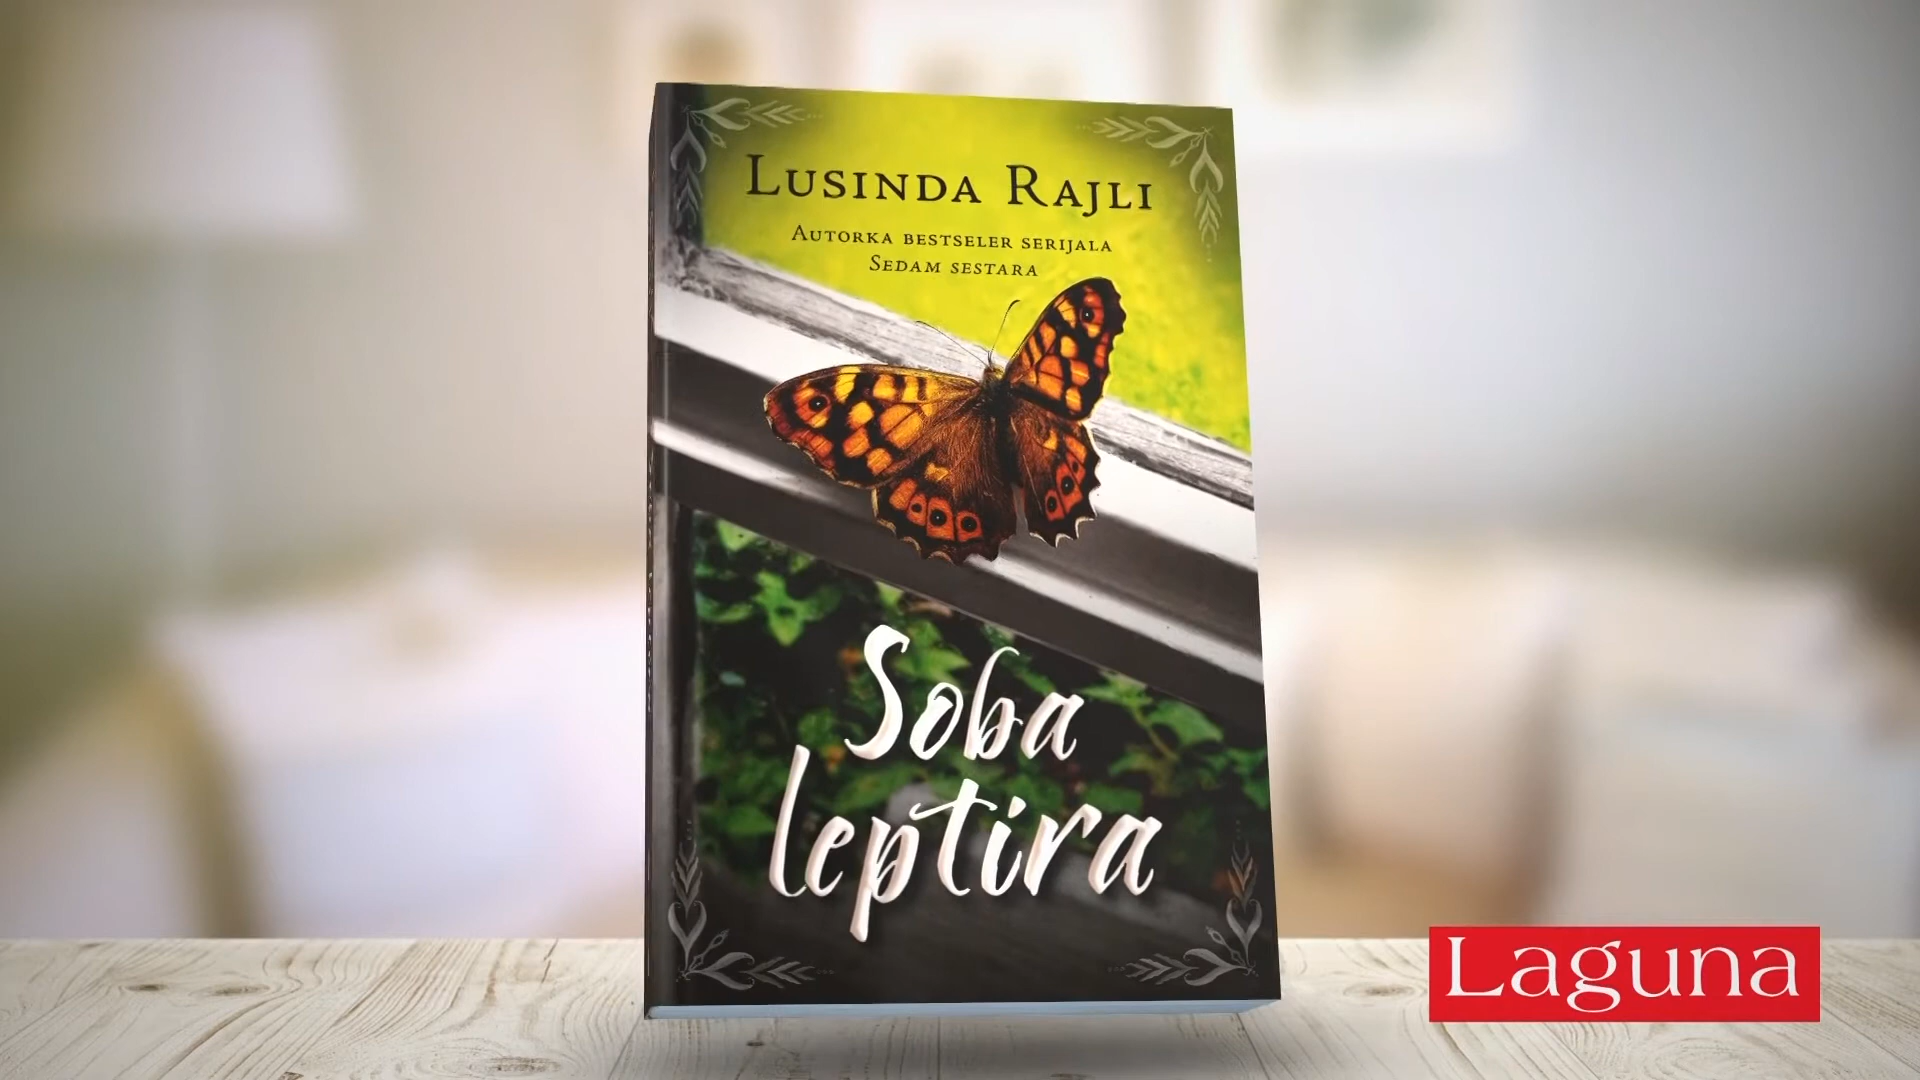 LUSINDA RAJLI
AUTORKA BESTSELER SERIJALA
SEDAM SESTARA
Soba
leptira
Laguna